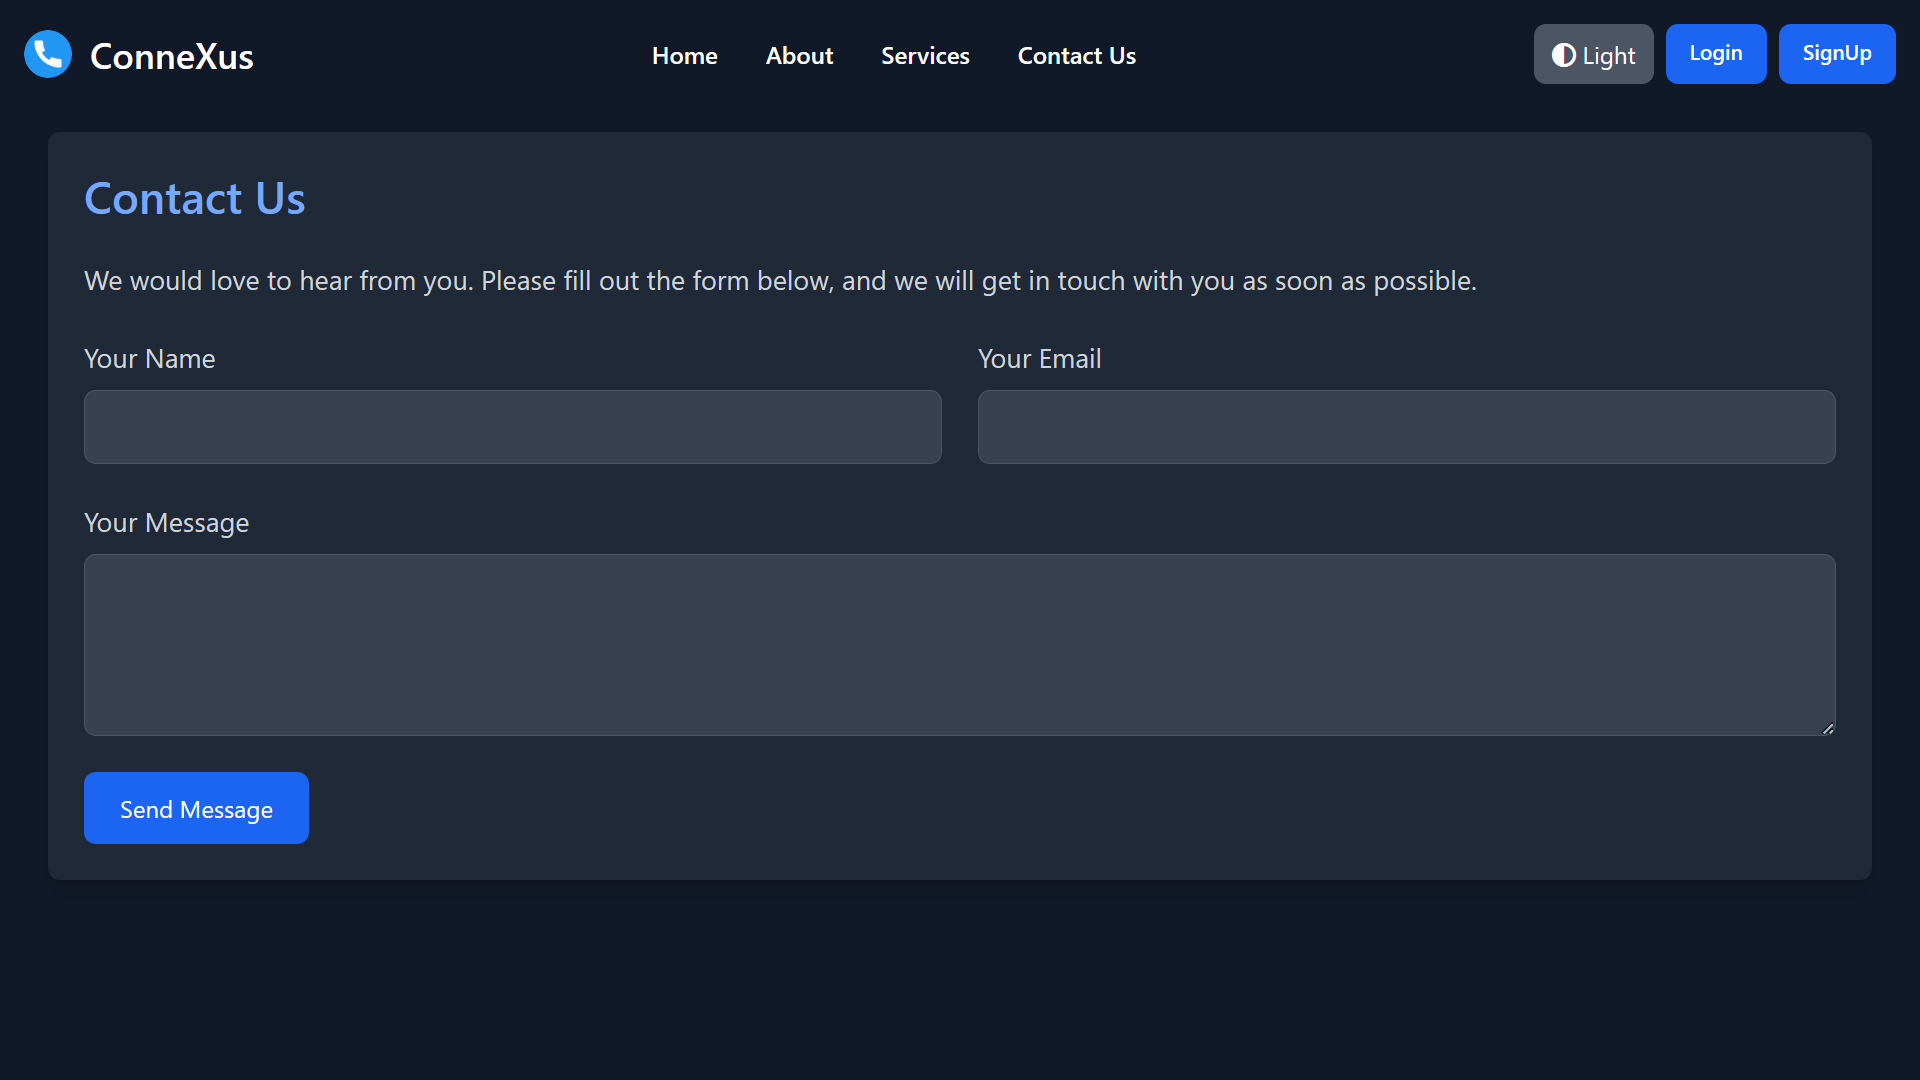 ConneXus
Home
About
Services
Contact Us
Light
Login
SignUp
Contact Us
We would love to hear from you. Please fill out the form below, and we will get in touch with you as soon as possible.
Your Name
Your Email
Your Message
Send Message